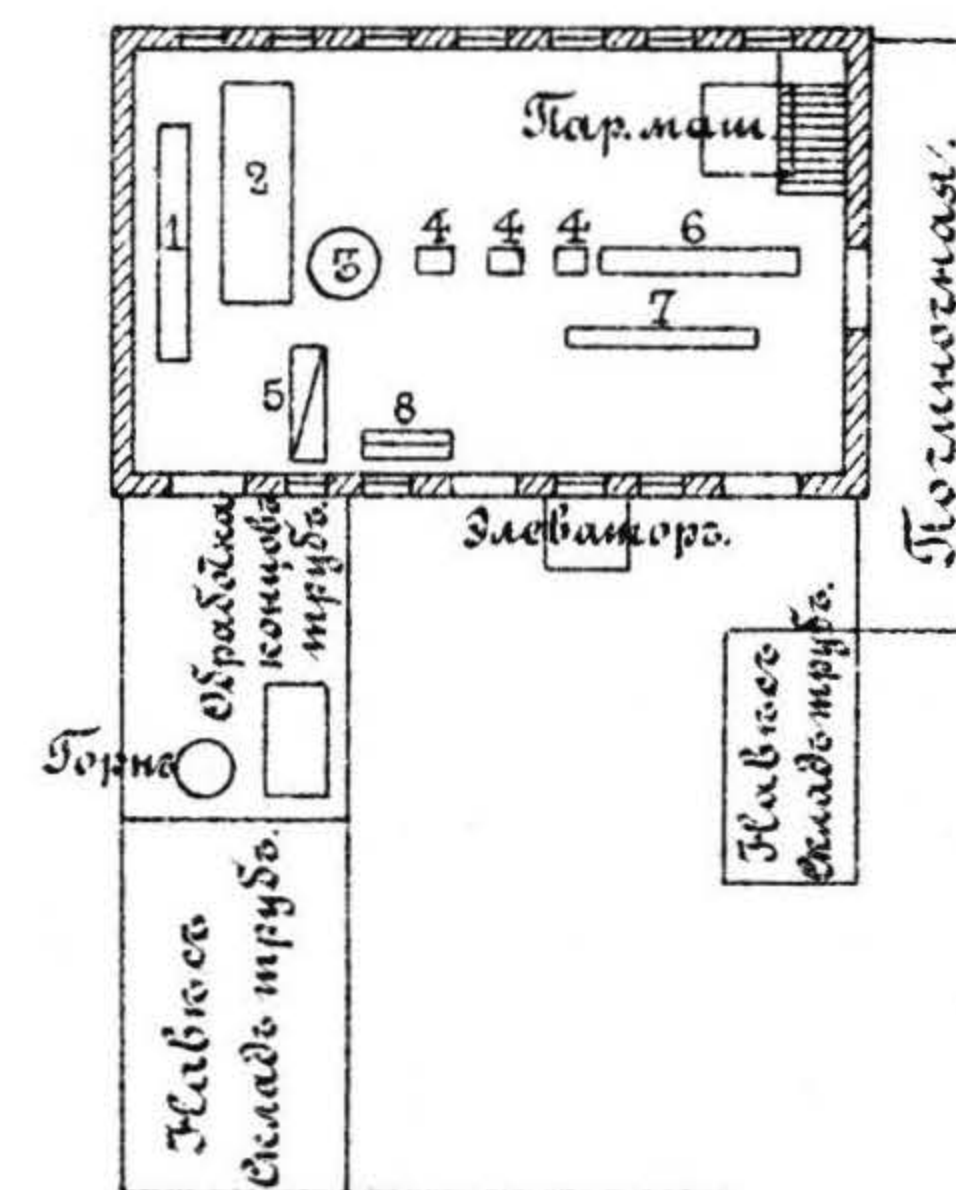 Пар. маш.
1
2
3
4 4 4
6
7
5
8
Починочная.
Элеваторъ.
Обработка
концовъ
трубъ.
Горнъ
Навѣсъ
Складъ трубъ.
Навѣсъ
Складъ трубъ.